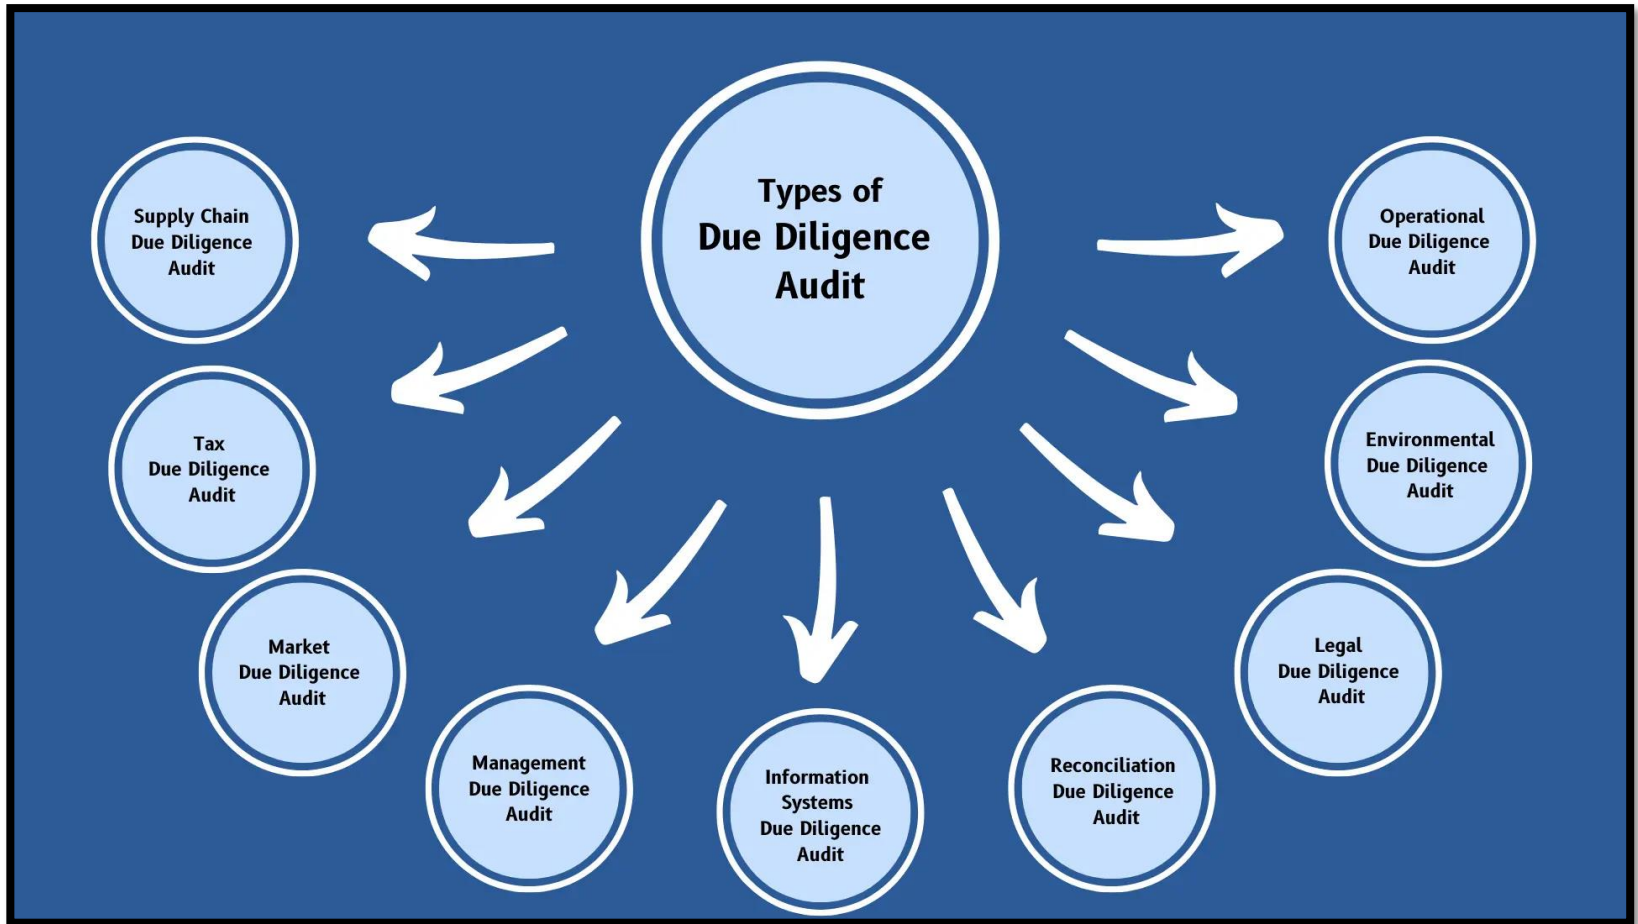 Types of
Due Diligence
Audit
Supply Chain
Due Diligence
Audit
Tax
Due Diligence
Audit
Market
Due Diligence
Audit
Management
Due Diligence
Audit
Information
Systems
Due Diligence
Audit
Reconciliation
Due Diligence
Audit
Legal
Due Diligence
Audit
Environmental
Due Diligence
Audit
Operational
Due Diligence
Audit